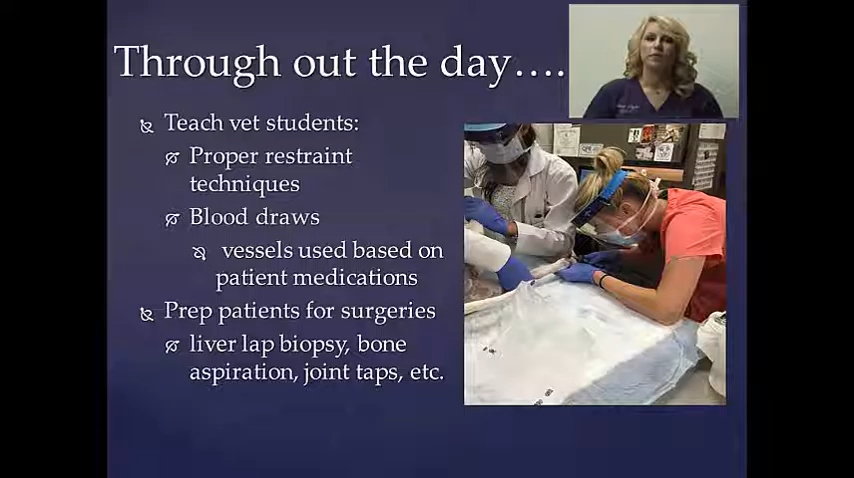 Through out the day….
Teach vet students:
Proper restraint
techniques
Blood draws
vessels used based on
patient medications
Prep patients for surgeries
liver lap biopsy, bone
aspiration, joint taps, etc.